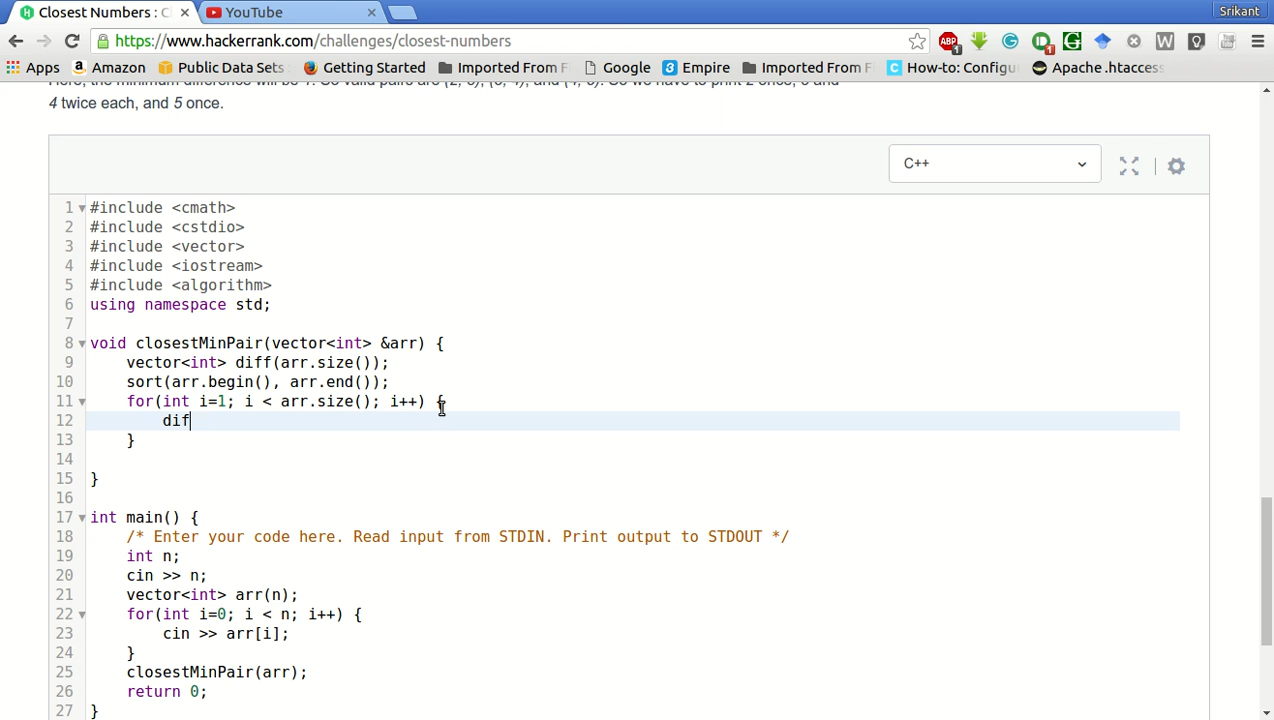 Closest Numbers : Cl
YouTube
Srikant
https://www.hackerrank.com/challenges/closest-numbers
Apps
Amazon
Public Data Sets
Getting Started
Imported From F
Google
Empire
Imported From F
How-to: Configu
Apache .htaccess
4 twice each, and 5 once.
C++
1 #include <cmath>
2 #include <cstdio>
3 #include <vector>
4 #include <iostream>
5 #include <algorithm>
6 using namespace std;
7
8 void closestMinPair(vector<int> &arr) {
9 vector<int> diff(arr.size());
10 sort(arr.begin(), arr.end());
11 for(int i=1; i < arr.size(); i++) {
12 dif
13 }
14
15 }
16
17 int main() {
18 /* Enter your code here. Read input from STDIN. Print output to STDOUT */
19 int n;
20 cin >> n;
21 vector<int> arr(n);
22 for(int i=0; i < n; i++) {
23 cin >> arr[i];
24 }
25 closestMinPair(arr);
26 return 0;
27 }